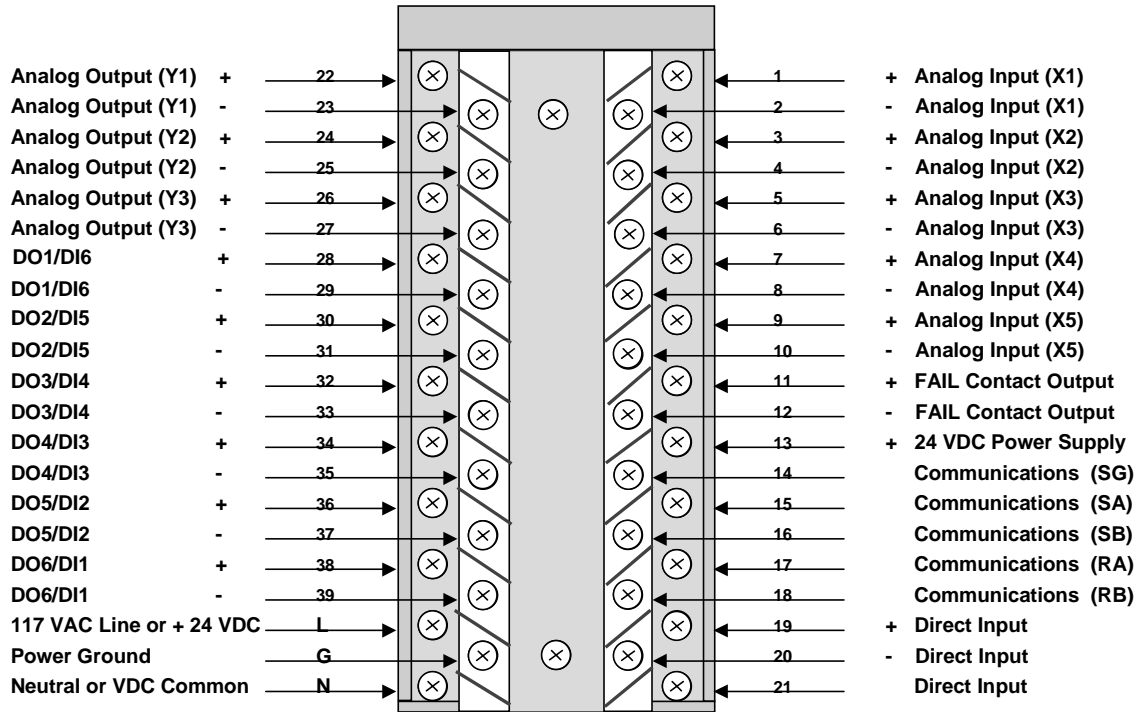 Analog Output (Y1) + 22 1 + Analog Input (X1)
Analog Output (Y1) - 23 2 - Analog Input (X1)
Analog Output (Y2) + 24 3 + Analog Input (X2)
Analog Output (Y2) - 25 4 - Analog Input (X2)
Analog Output (Y3) + 26 5 + Analog Input (X3)
Analog Output (Y3) - 27 6 - Analog Input (X3)
DO1/DI6 + 28 7 + Analog Input (X4)
DO1/DI6 - 29 8 - Analog Input (X4)
DO2/DI5 + 30 9 + Analog Input (X5)
DO2/DI5 - 31 10 - Analog Input (X5)
DO3/DI4 + 32 11 + FAIL Contact Output
DO3/DI4 - 33 12 - FAIL Contact Output
DO4/DI3 + 34 13 + 24 VDC Power Supply
DO4/DI3 - 35 14 Communications (SG)
DO5/DI2 + 36 15 Communications (SA)
DO5/DI2 - 37 16 Communications (SB)
DO6/DI1 + 38 17 Communications (RA)
DO6/DI1 - 39 18 Communications (RB)
117 VAC Line or + 24 VDC L 19 + Direct Input
Power Ground G 20 - Direct Input
Neutral or VDC Common N 21 Direct Input